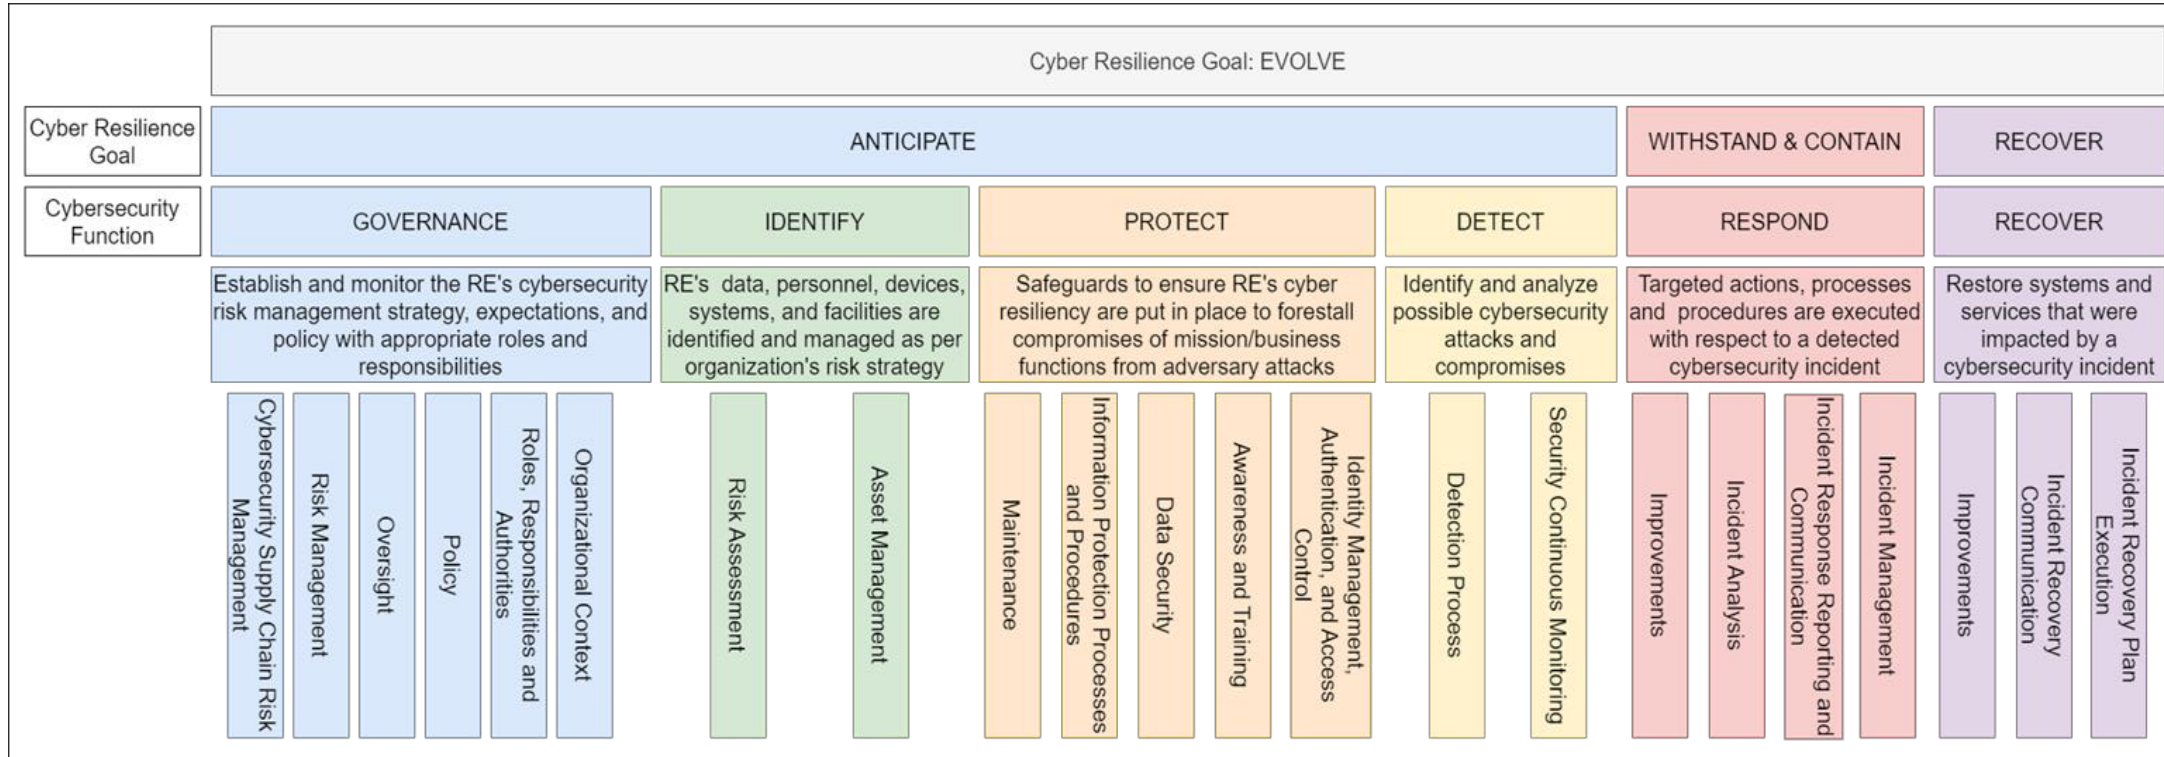 Cyber Resilience Goal: EVOLVE
Cyber Resilience
Goal
ANTICIPATE
WITHSTAND & CONTAIN
RECOVER
Cybersecurity
Function
GOVERNANCE
IDENTIFY
PROTECT
DETECT
RESPOND
RECOVER
Establish and monitor the RE's cybersecurity
risk management strategy, expectations, and
policy with appropriate roles and
responsibilities
RE's data, personnel, devices,
systems, and facilities are
identified and managed as per
organization's risk strategy
Safeguards to ensure RE's cyber
resiliency are put in place to forestall
compromises of mission/business
functions from adversary attacks
Identify and analyze
possible cybersecurity
attacks and
compromises
Targeted actions, processes
and procedures are executed
with respect to a detected
cybersecurity incident
Restore systems and
services that were
impacted by a
cybersecurity incident
Cybersecurity Supply Chain Risk
Management
Risk Management
Oversight
Policy
Roles, Responsibilities and
Authorities
Organizational Context
Risk Assessment
Asset Management
Maintenance
Information Protection Processes
and Procedures
Data Security
Awareness and Training
Identity Management,
Authentication, and Access
Control
Detection Process
Security Continuous Monitoring
Improvements
Incident Analysis
Incident Response Reporting and
Communication
Incident Management
Improvements
Incident Recovery
Communication
Incident Recovery Plan
Execution